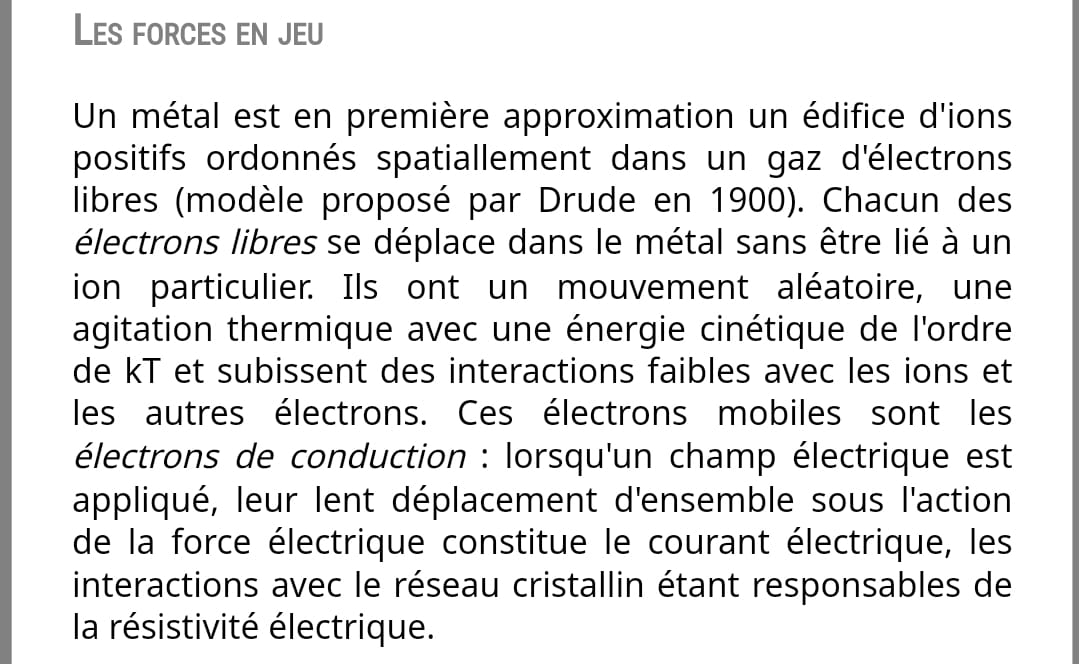 LES FORCES EN JEU
Un métal est en première approximation un édifice d'ions
positifs ordonnés spatiallement dans un gaz d'électrons
libres (modèle proposé par Drude en 1900). Chacun des
électrons libres se déplace dans le métal sans être lié à un
ion particulier. Ils ont un mouvement aléatoire, une
agitation thermique avec une énergie cinétique de l'ordre
de kT et subissent des interactions faibles avec les ions et
les autres électrons. Ces électrons mobiles sont les
électrons de conduction : lorsqu'un champ électrique est
appliqué, leur lent déplacement d'ensemble sous l'action
de la force électrique constitue le courant électrique, les
interactions avec le réseau cristallin étant responsables de
la résistivité électrique.